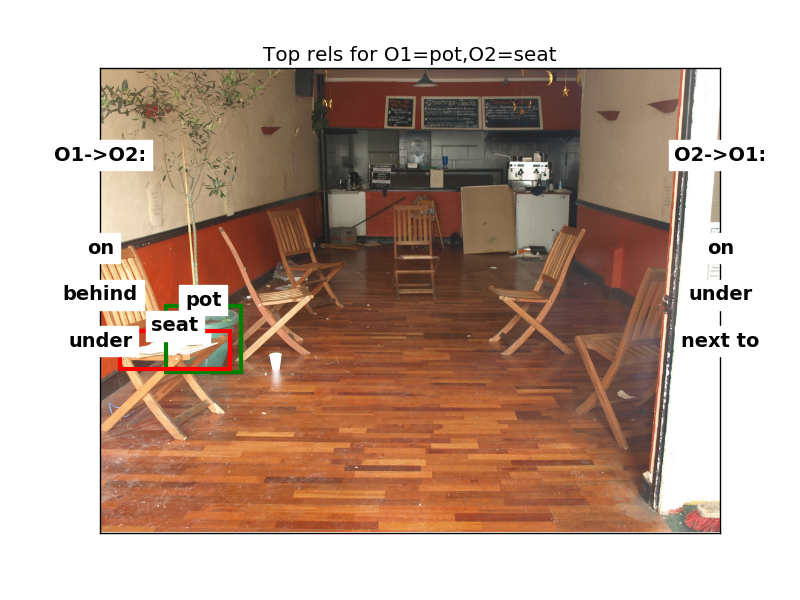 Top rels for O1=pot,O2=seat
O1->O2:
O2->O1:
on
on
behind
under
pot
seat
under
next to